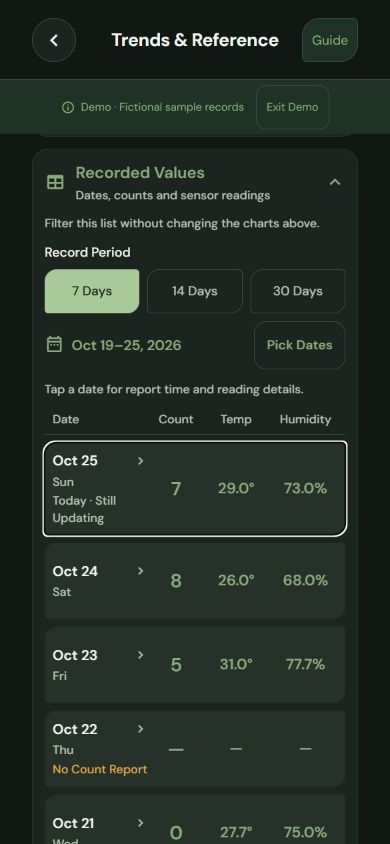 Trends & Reference
Guide
Demo · Fictional sample records
Exit Demo
Recorded Values
Dates, counts and sensor readings
Filter this list without changing the charts above.
Record Period
7 Days
14 Days
30 Days
Oct 19–25, 2026
Pick Dates
Tap a date for report time and reading details.
Date Count Temp Humidity
Oct 25
Sun
Today · Still
Updating
7 29.0° 73.0%
Oct 24
Sat
8 26.0° 68.0%
Oct 23
Fri
5 31.0° 77.7%
Oct 22
Thu
No Count Report
— — —
Oct 21
Wed
0 27.7° 75.0%